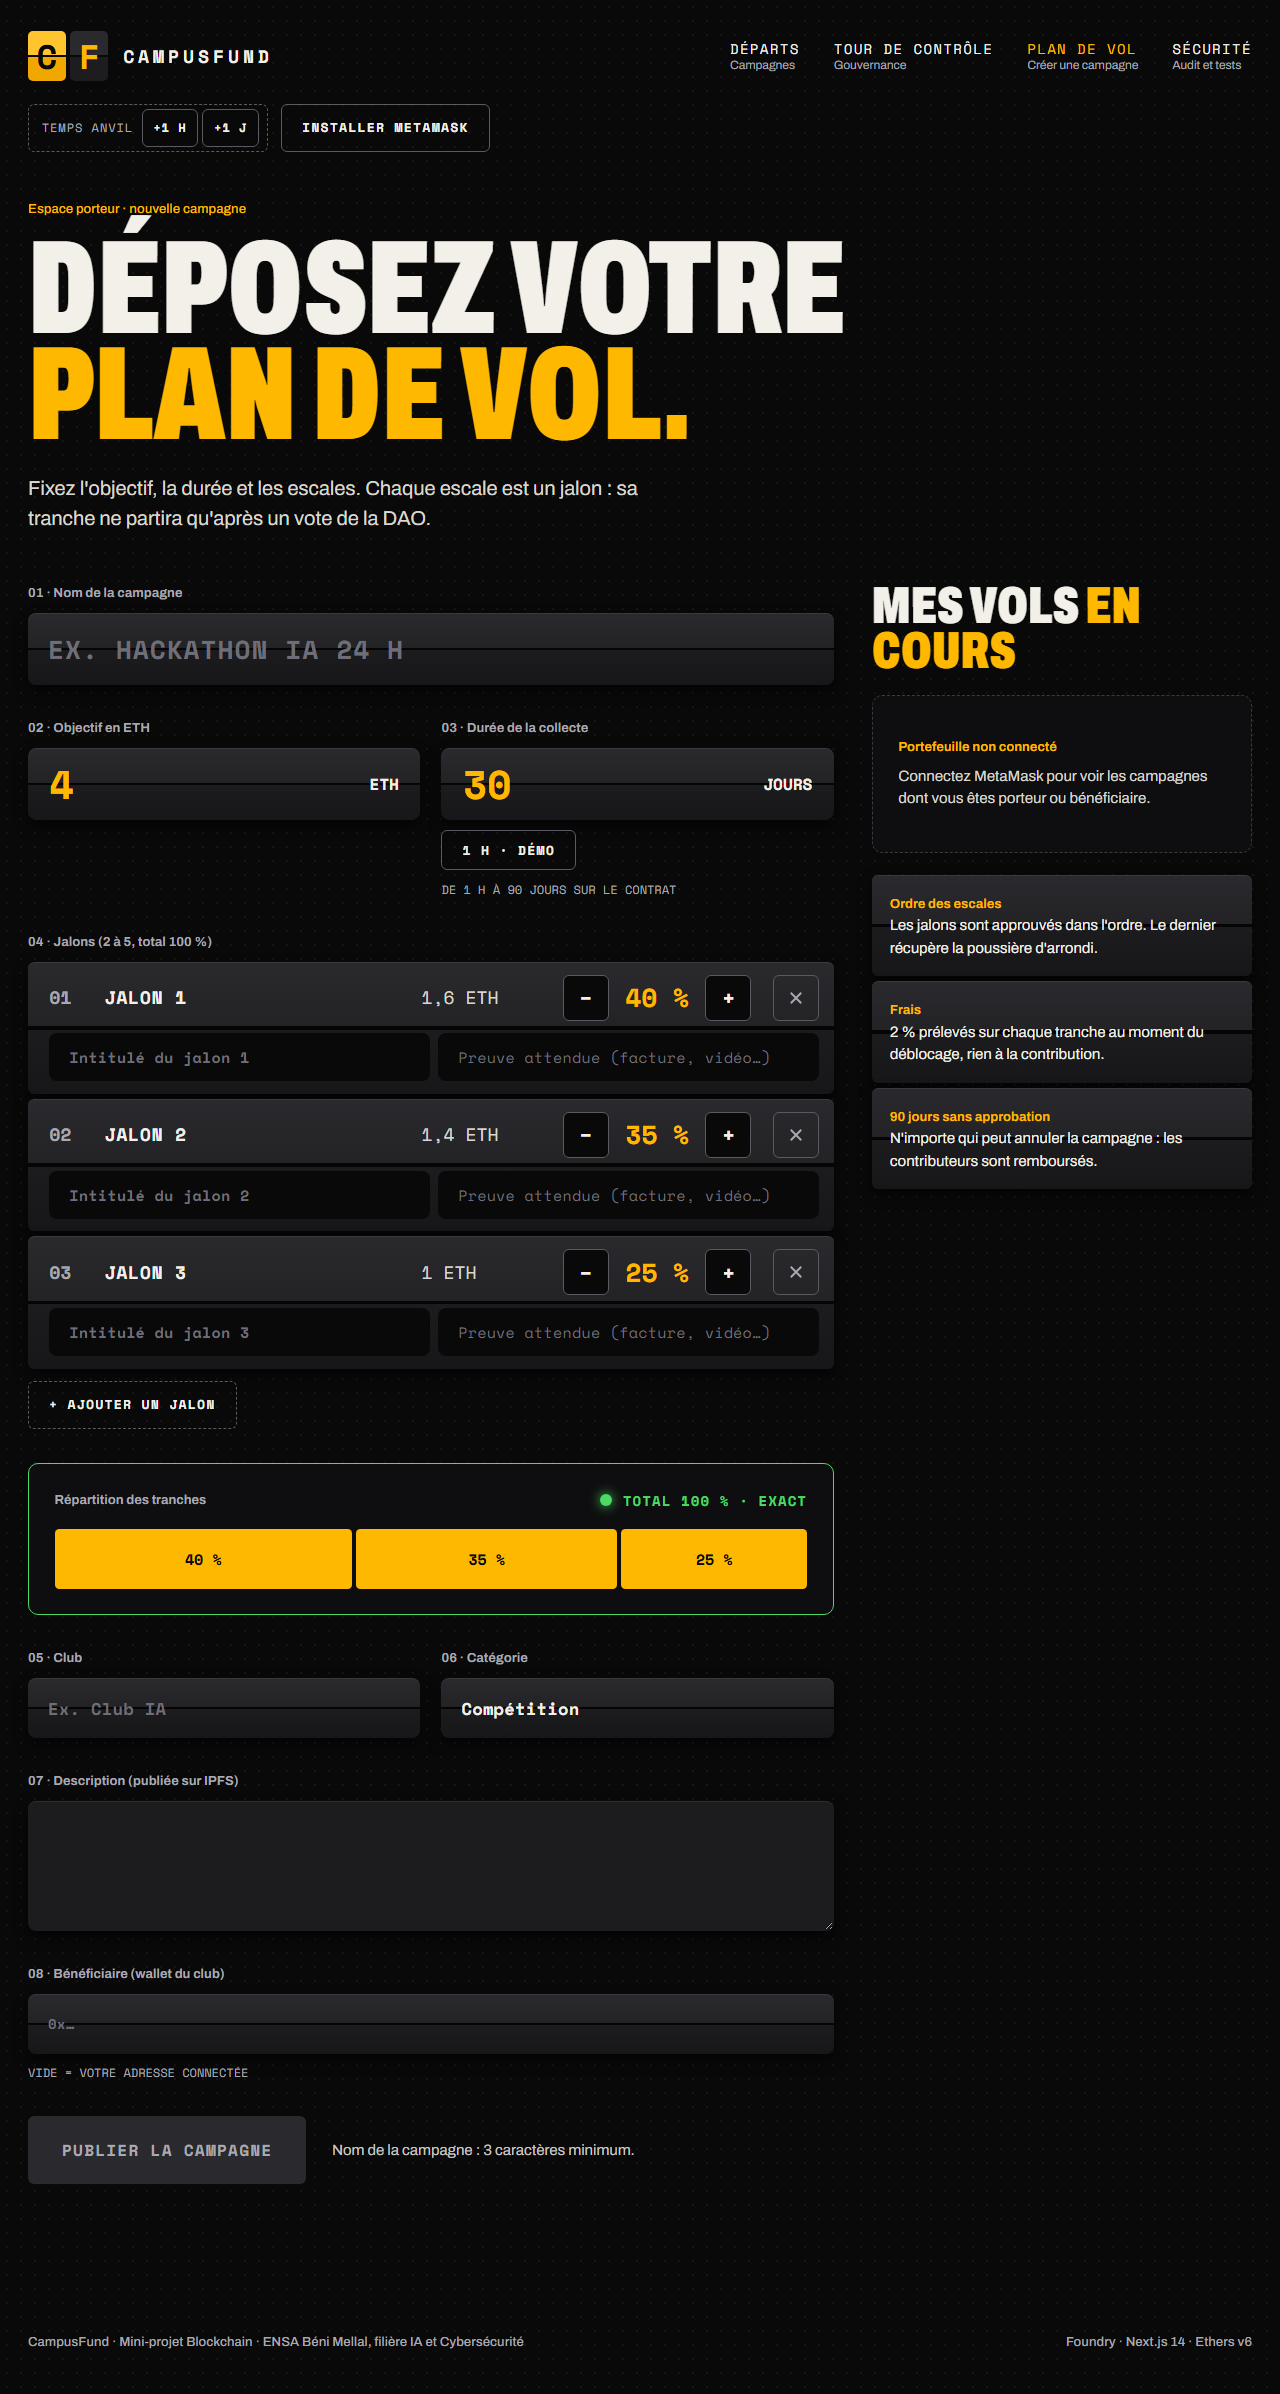 CF CAMPUSFUND
DÉPARTS
Campagnes
TOUR DE CONTRÔLE
Gouvernance
PLAN DE VOL
Créer une campagne
SÉCURITÉ
Audit et tests
TEMPS ANVIL +1 H +1 J
INSTALLER METAMASK
Espace porteur · nouvelle campagne
DÉPOSEZ VOTRE
PLAN DE VOL.
Fixez l'objectif, la durée et les escales. Chaque escale est un jalon : sa
tranche ne partira qu'après un vote de la DAO.
01 · Nom de la campagne
EX. HACKATHON IA 24 H
02 · Objectif en ETH
4 ETH
03 · Durée de la collecte
30 JOURS
1 H · DÉMO
DE 1 H À 90 JOURS SUR LE CONTRAT
04 · Jalons (2 à 5, total 100 %)
01 JALON 1 1,6 ETH − 40 % + ✕
Intitulé du jalon 1 Preuve attendue (facture, vidéo…)
02 JALON 2 1,4 ETH − 35 % + ✕
Intitulé du jalon 2 Preuve attendue (facture, vidéo…)
03 JALON 3 1 ETH − 25 % + ✕
Intitulé du jalon 3 Preuve attendue (facture, vidéo…)
+ AJOUTER UN JALON
Répartition des tranches TOTAL 100 % · EXACT
40 % 35 % 25 %
05 · Club
Ex. Club IA
06 · Catégorie
Compétition
07 · Description (publiée sur IPFS)
08 · Bénéficiaire (wallet du club)
0x…
VIDE = VOTRE ADRESSE CONNECTÉE
PUBLIER LA CAMPAGNE
Nom de la campagne : 3 caractères minimum.
MES VOLS EN
COURS
Portefeuille non connecté
Connectez MetaMask pour voir les campagnes
dont vous êtes porteur ou bénéficiaire.
Ordre des escales
Les jalons sont approuvés dans l'ordre. Le dernier
récupère la poussière d'arrondi.
Frais
2 % prélevés sur chaque tranche au moment du
déblocage, rien à la contribution.
90 jours sans approbation
N'importe qui peut annuler la campagne : les
contributeurs sont remboursés.
CampusFund · Mini-projet Blockchain · ENSA Béni Mellal, filière IA et Cybersécurité
Foundry · Next.js 14 · Ethers v6